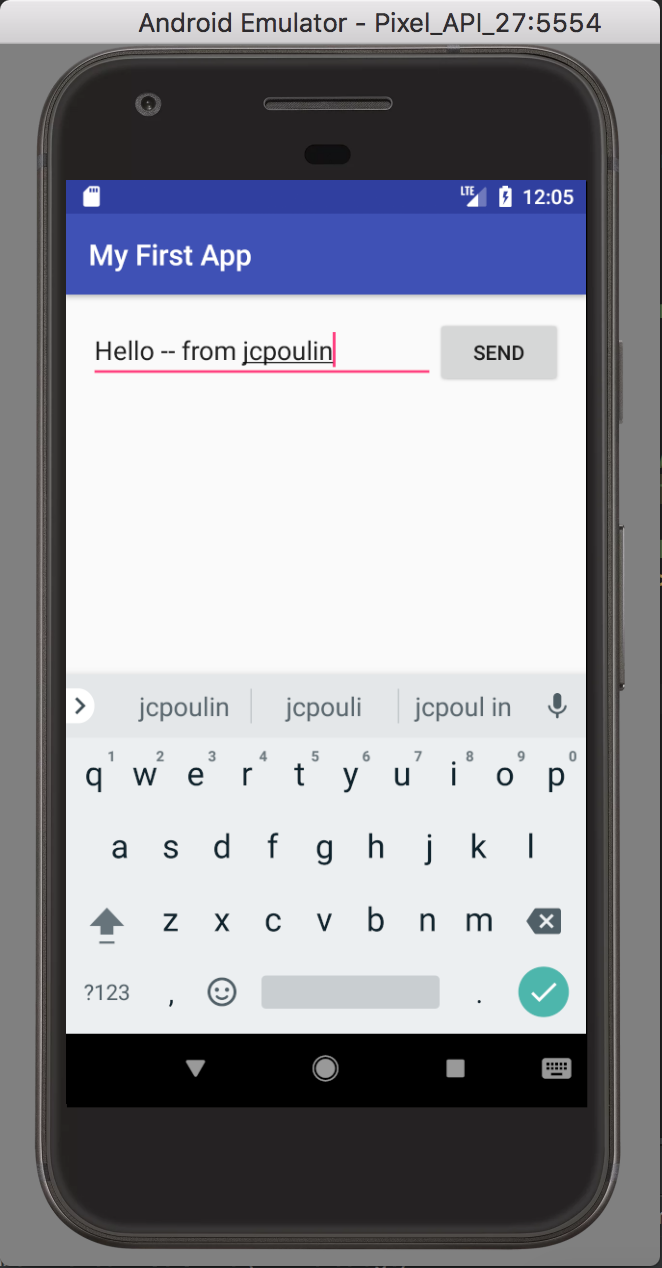 Android Emulator - Pixel_API_27:5554
LTE 12:05
My First App
Hello -- from jcpoulin
SEND
jcpoulin jcpouli jcpoul in
1 2 3 4 5 6 7 8 9 0
q w e r t y u i o p
a s d f g h j k l
z x c v b n m
?123 , .